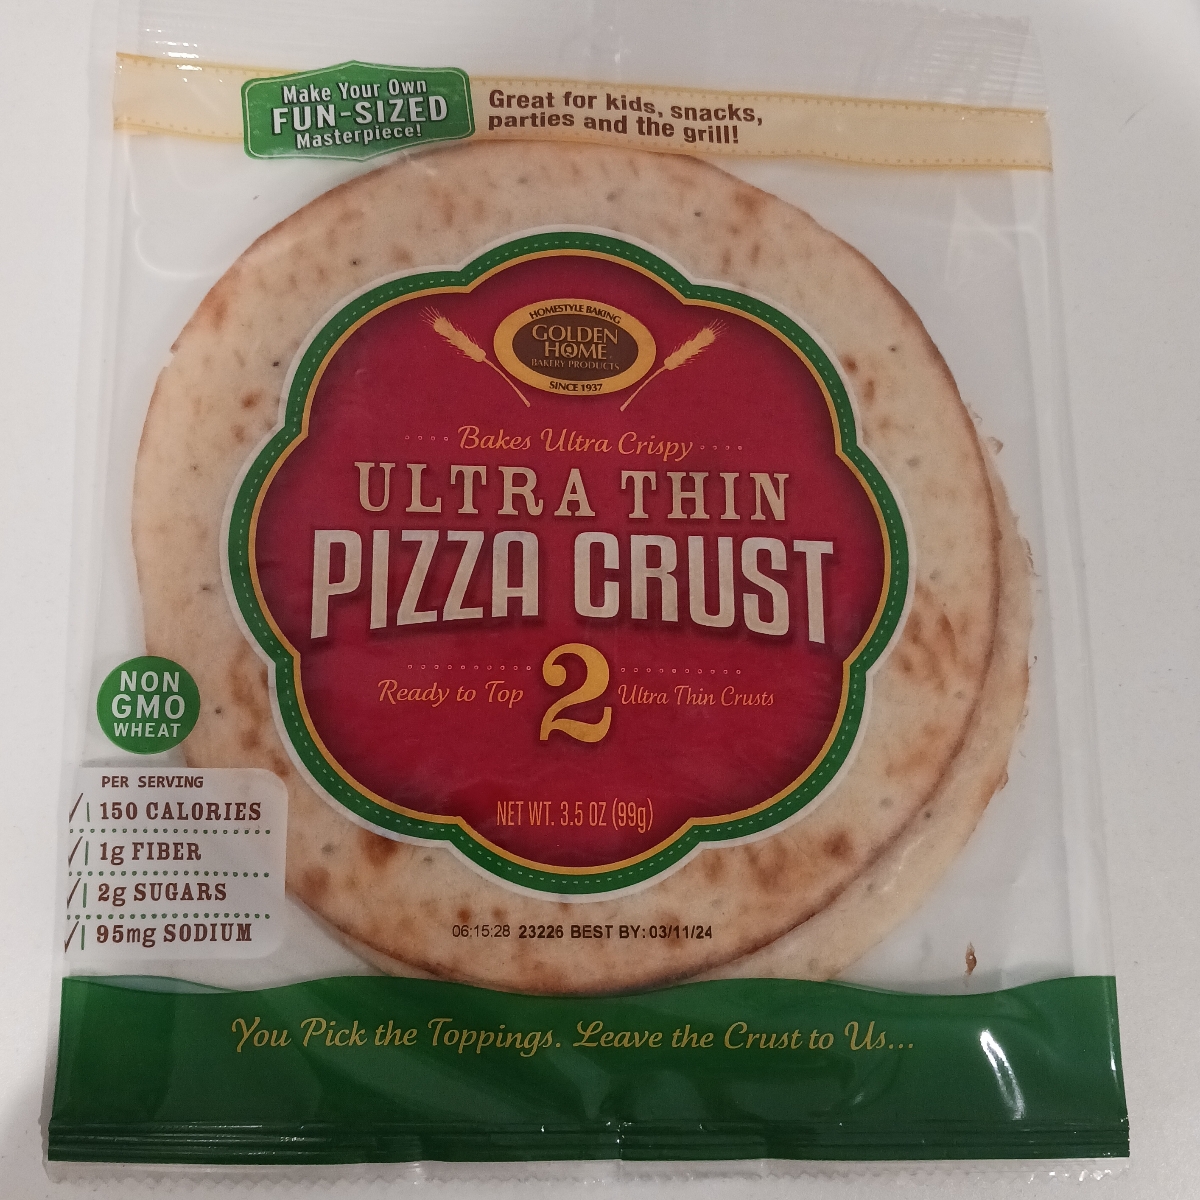 Make Your Own
FUN-SIZED
Masterpiece!
Great for kids, snacks,
parties and the grill!
HOMESTYLE BAKING
GOLDEN
HOME
BAKERY PRODUCTS
SINCE 1937
Bakes Ultra Crispy
ULTRA THIN
PIZZA CRUST
Ready to Top 2 Ultra Thin Crusts
NET WT. 3.5 OZ (99g)
NON
GMO
WHEAT
PER SERVING
150 CALORIES
1g FIBER
2g SUGARS
95mg SODIUM
06:15:28 23226 BEST BY: 03/11/24
You Pick the Toppings. Leave the Crust to Us...